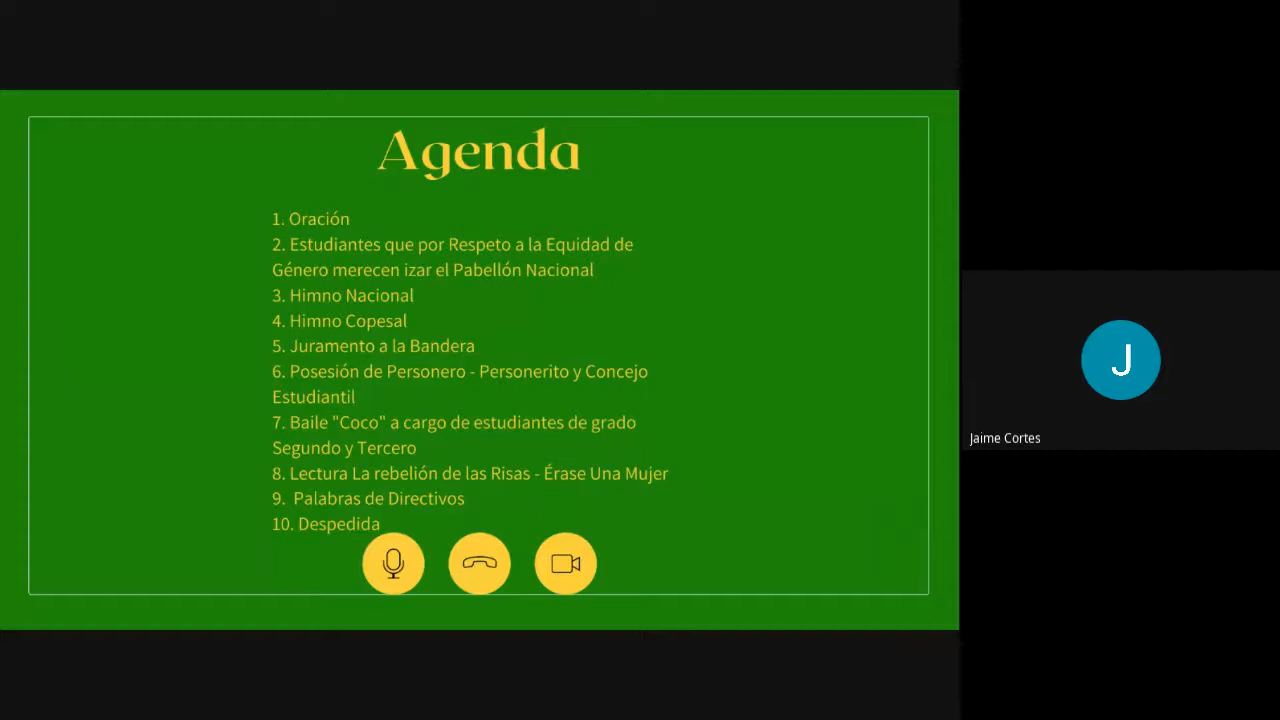 Agenda
1. Oración
2. Estudiantes que por Respeto a la Equidad de
Género merecen izar el Pabellón Nacional
3. Himno Nacional
4. Himno Copesal
5. Juramento a la Bandera
6. Posesión de Personero - Personerito y Concejo
Estudiantil
7. Baile "Coco" a cargo de estudiantes de grado
Segundo y Tercero
8. Lectura La rebelión de las Risas - Érase Una Mujer
9. Palabras de Directivos
10. Despedida
J
Jaime Cortes